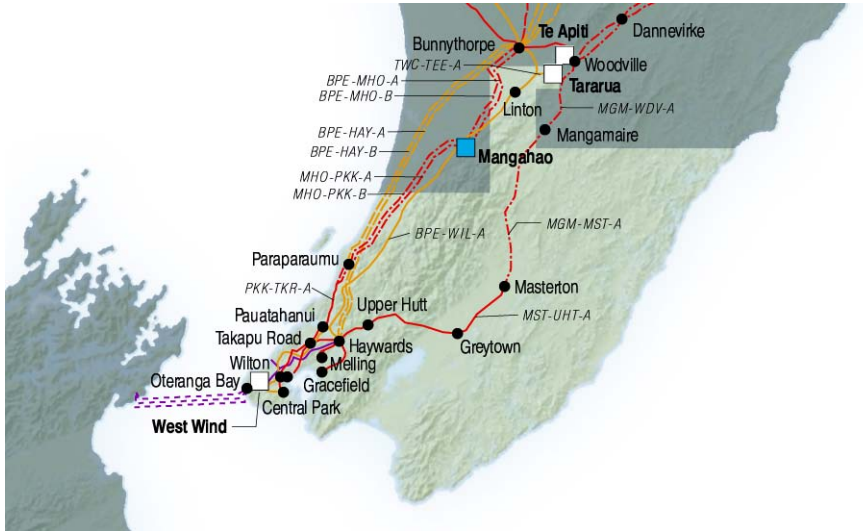 Te Apiti
Dannevirke
Bunnythorpe
TWC-TEE-A
Woodville
BPE-MHO-A
Tararua
BPE-MHO-B
Linton
MGM-WDV-A
BPE-HAY-A
Mangamaire
BPE-HAY-B
Mangahao
MHO-PKK-A
MHO-PKK-B
MGM-MST-A
BPE-WIL-A
Paraparaumu
PKK-TKR-A
Masterton
Pauatahanui
Upper Hutt
MST-UHT-A
Takapu Road
Haywards
Greytown
Wilton
Melling
Oteranga Bay
Gracefield
Central Park
West Wind